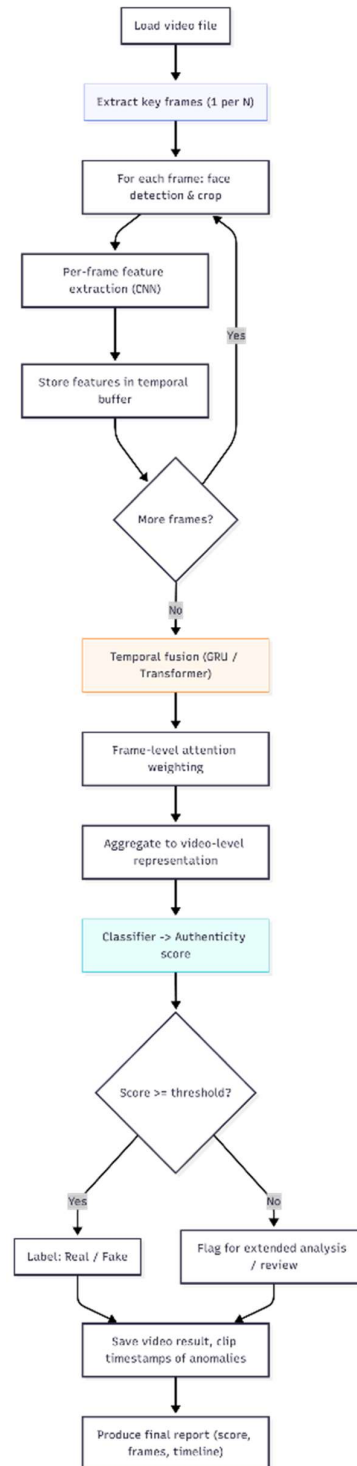 Load video file
Extract key frames (1 per N)
For each frame: face
detection & crop
Per-frame feature
extraction (CNN)
Yes
Store features in temporal
buffer
More frames?
No
Temporal fusion (GRU /
Transformer)
Frame-level attention
weighting
Aggregate to video-level
representation
Classifier -> Authenticity
score
Score >= threshold?
Yes
No
Label: Real / Fake
Flag for extended analysis
/ review
Save video result, clip
timestamps of anomalies
Produce final report (score,
frames, timeline)